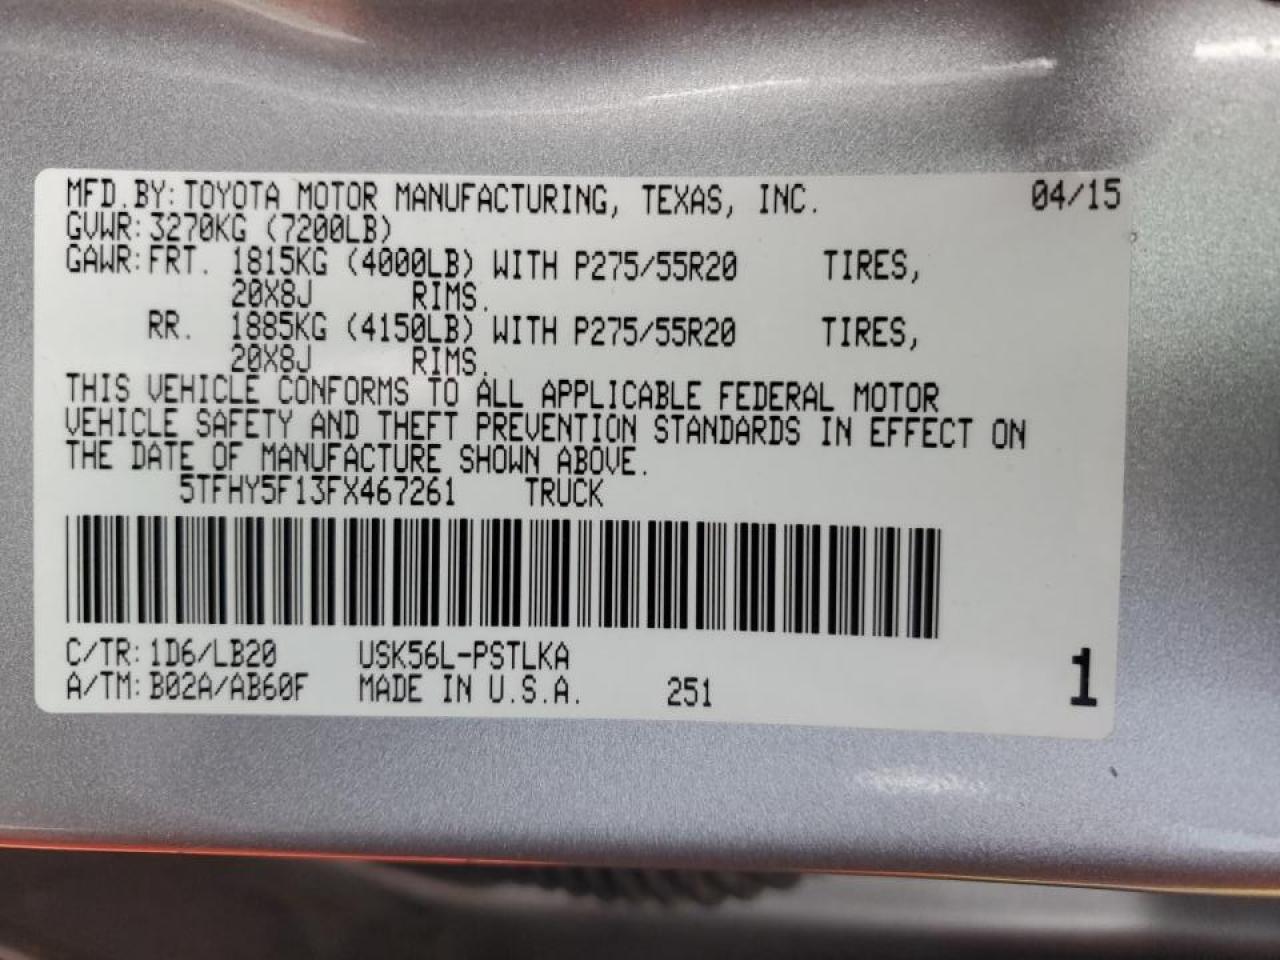 MFD.BY:TOYOTA MOTOR MANUFACTURING, TEXAS, INC. 04/15
GVWR:3270KG (7200LB)
GAWR:FRT. 1815KG (4000LB) WITH P275/55R20 TIRES,
20X8J RIMS.
RR. 1885KG (4150LB) WITH P275/55R20 TIRES,
20X8J RIMS.
THIS VEHICLE CONFORMS TO ALL APPLICABLE FEDERAL MOTOR
VEHICLE SAFETY AND THEFT PREVENTION STANDARDS IN EFFECT ON
THE DATE OF MANUFACTURE SHOWN ABOVE.
5TFHY5F13FX467261 TRUCK
C/TR:1D6/LB20 USK56L-PSTLKA
A/TM:B02A/AB60F MADE IN U.S.A. 251 1